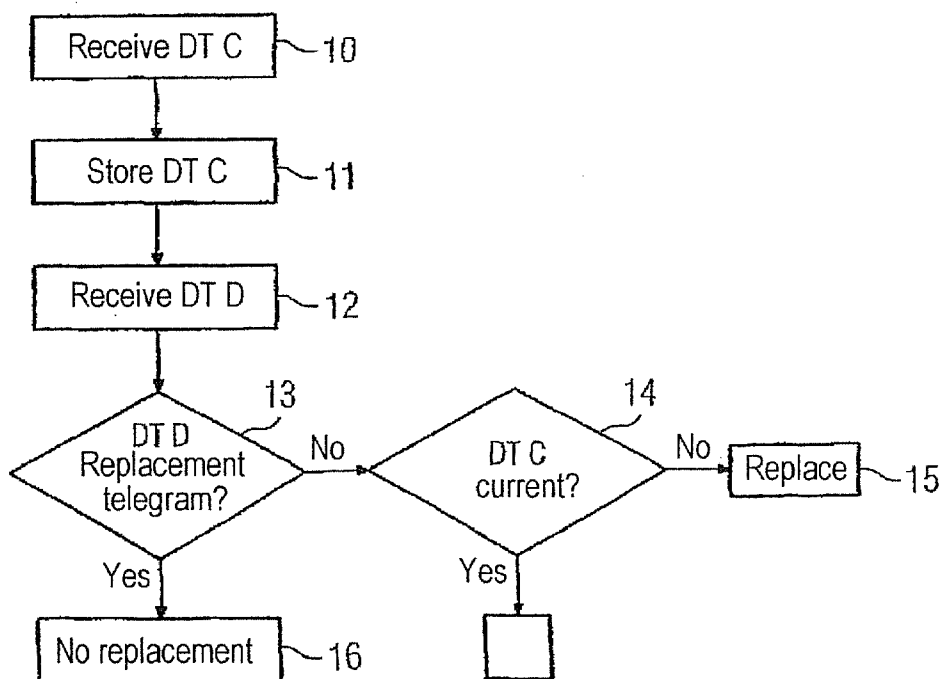 Receive DT C
10
Store DT C
11
Receive DT D
12
13
DT D
Replacement
telegram?
No
14
DT C
current?
No
Replace
15
Yes
Yes
No replacement
16